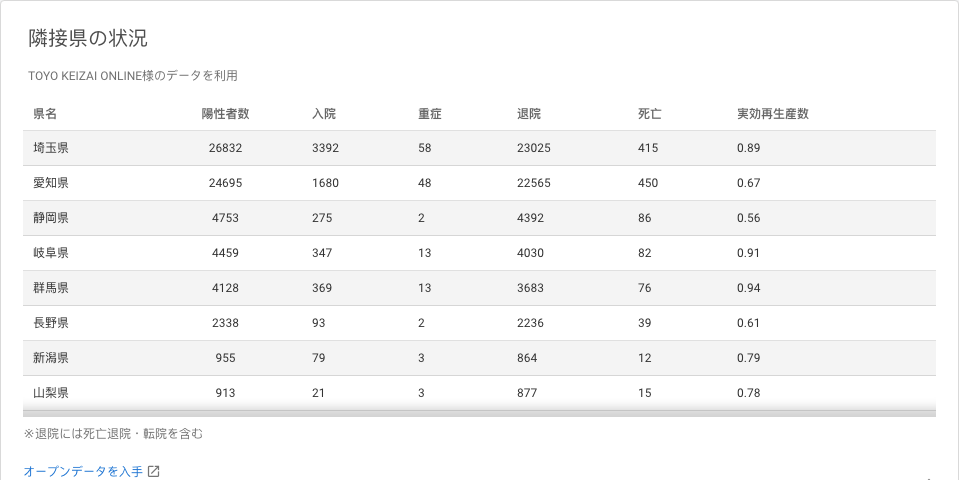 隣接県の状況
TOYO KEIZAI ONLINE様のデータを利用
県名 陽性者数 入院 重症 退院 死亡 実効再生産数
埼玉県 26832 3392 58 23025 415 0.89
愛知県 24695 1680 48 22565 450 0.67
静岡県 4753 275 2 4392 86 0.56
岐阜県 4459 347 13 4030 82 0.91
群馬県 4128 369 13 3683 76 0.94
長野県 2338 93 2 2236 39 0.61
新潟県 955 79 3 864 12 0.79
山梨県 913 21 3 877 15 0.78
※退院には死亡退院・転院を含む
オープンデータを入手